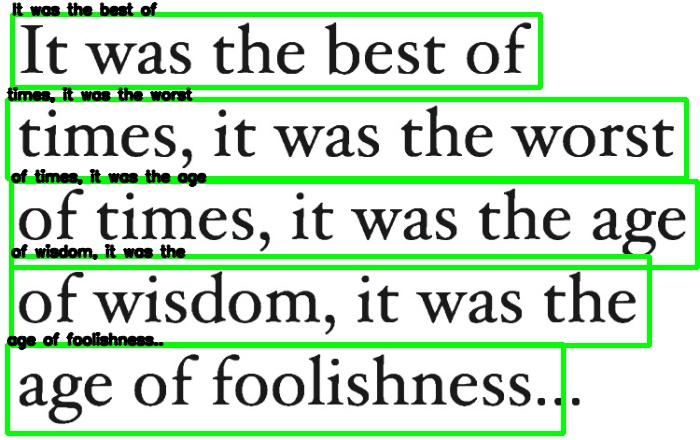 It was the best of
It was the best of
times, it was the worst
times, it was the worst
of times, it was the age
of times, it was the age
of wisdom, it was the
of wisdom, it was the
age of foolishness..
age of foolishness...